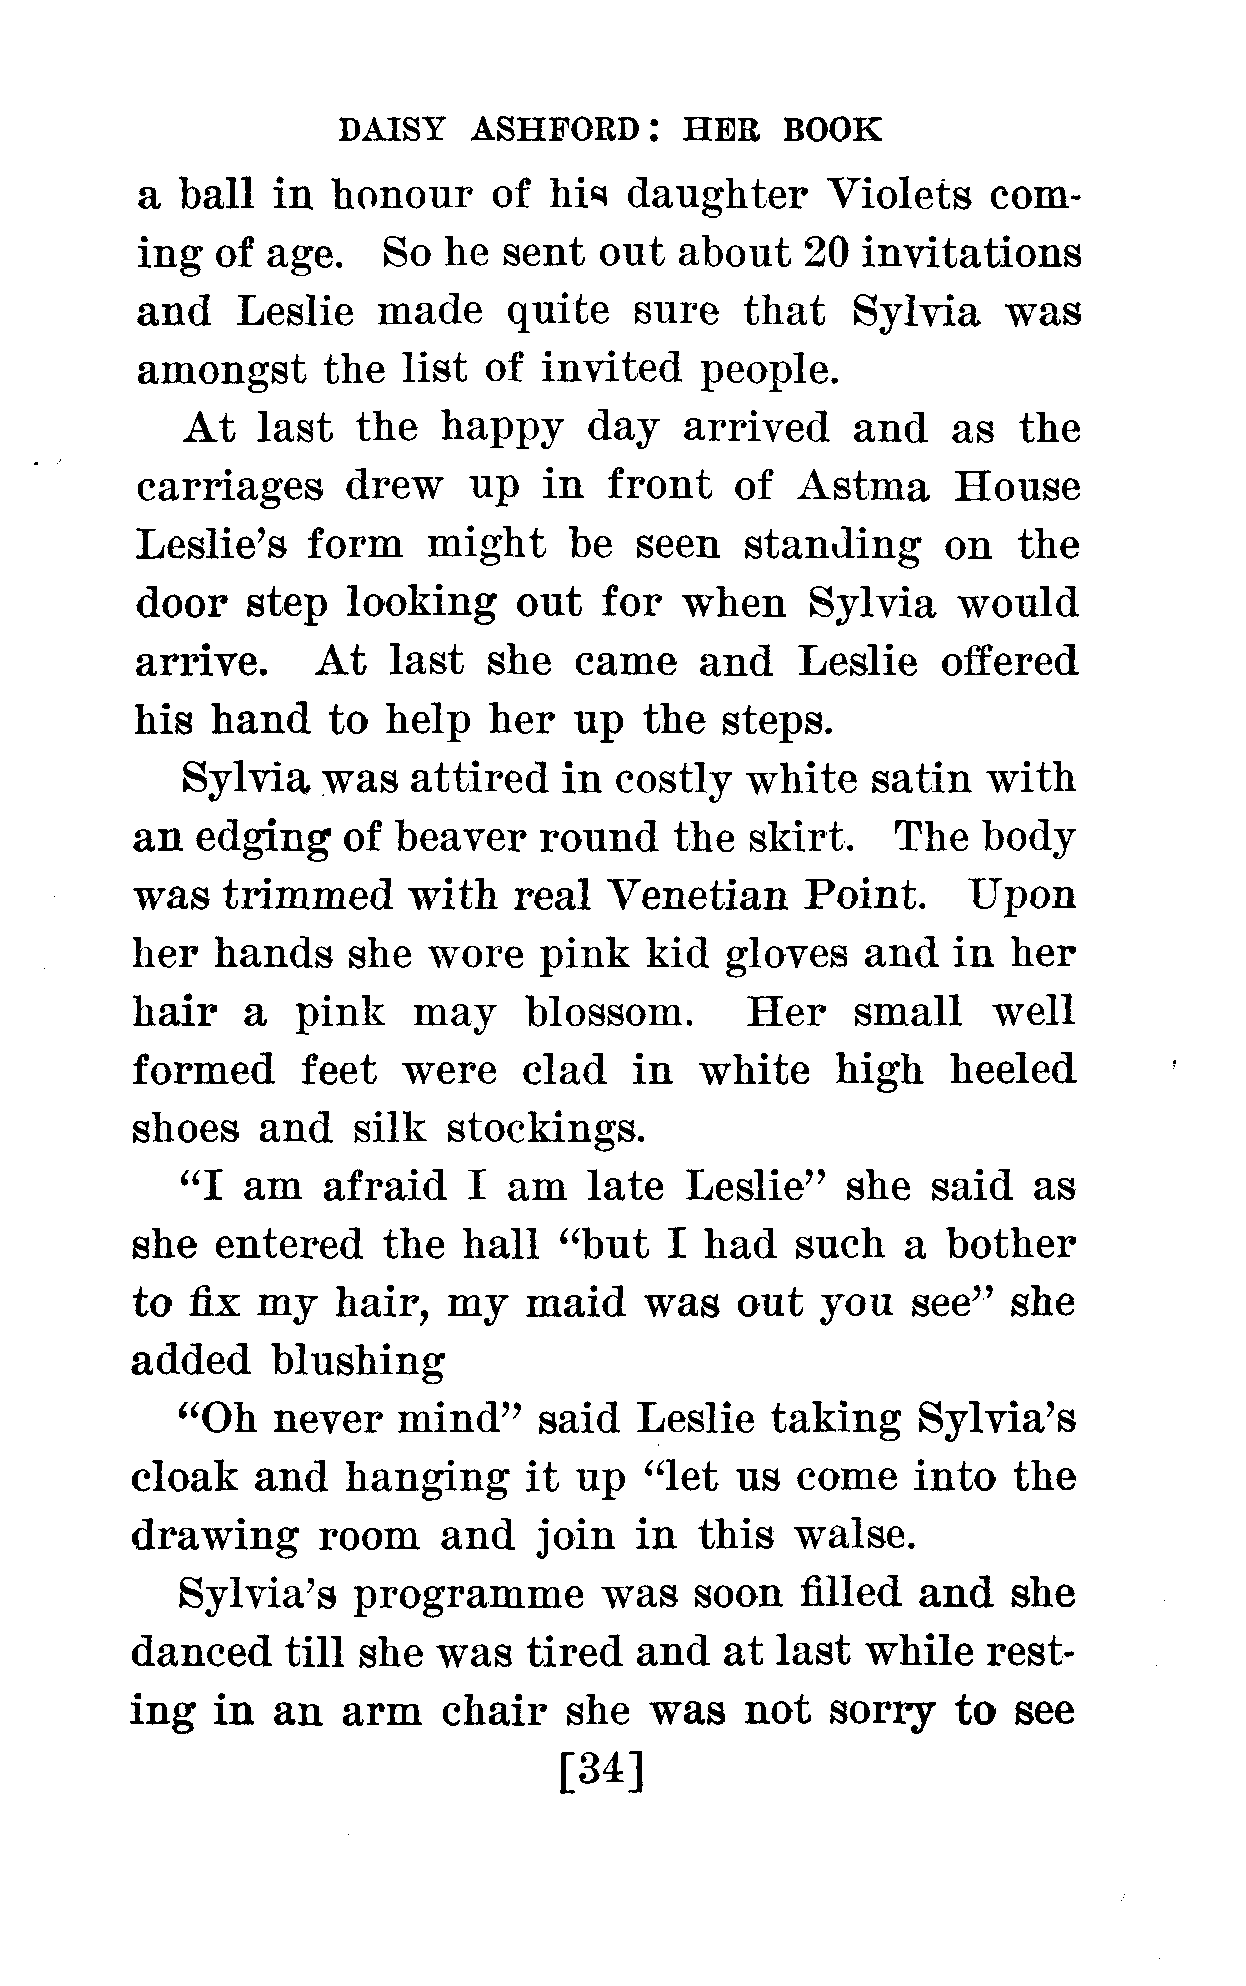 DAISY ASHFORD: HER BOOK
a ball in honour of his daughter Violets com-
ing of age. So he sent out about 20 invitations
and Leslie made quite sure that Sylvia was
amongst the list of invited people.
At last the happy day arrived and as the
carriages drew up in front of Astma House
Leslie's form might be seen standing on the
door step looking out for when Sylvia would
arrive. At last she came and Leslie offered
his hand to help her up the steps.
Sylvia was attired in costly white satin with
an edging of beaver round the skirt. The body
was trimmed with real Venetian Point. Upon
her hands she wore pink kid gloves and in her
hair a pink may blossom. Her small well
formed feet were clad in white high heeled
shoes and silk stockings.
“I am afraid I am late Leslie” she said as
she entered the hall “but I had such a bother
to fix my hair, my maid was out you see” she
added blushing
“Oh never mind” said Leslie taking Sylvia's
cloak and hanging it up “let us come into the
drawing room and join in this walse.
Sylvia's programme was soon filled and she
danced till she was tired and at last while rest-
ing in an arm chair she was not sorry to see
[34]